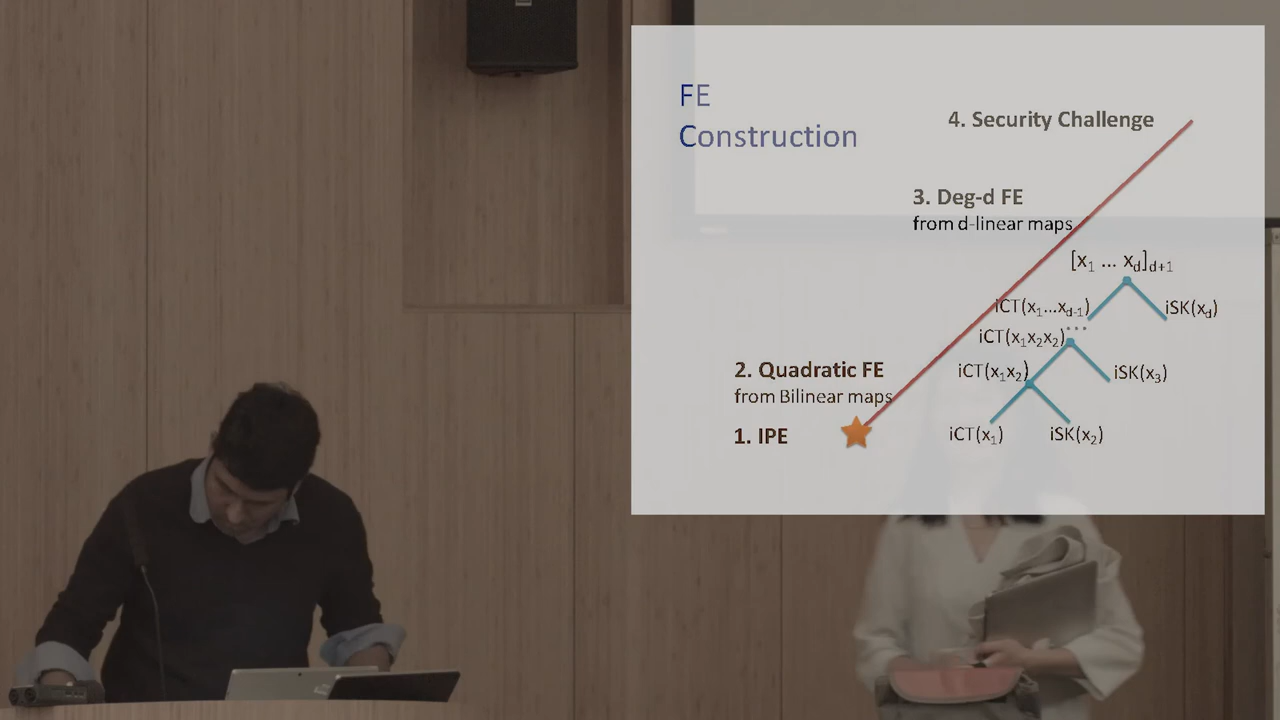 FE
Construction
4. Security Challenge
3. Deg-d FE
from d-linear maps
[x1 ... xd]d+1
iCT(x1...xd-1)
iSK(xd)
...
iCT(x1x2x2)
2. Quadratic FE
iCT(x1x2)
iSK(x3)
from Bilinear maps
1. IPE
iCT(x1)
iSK(x2)